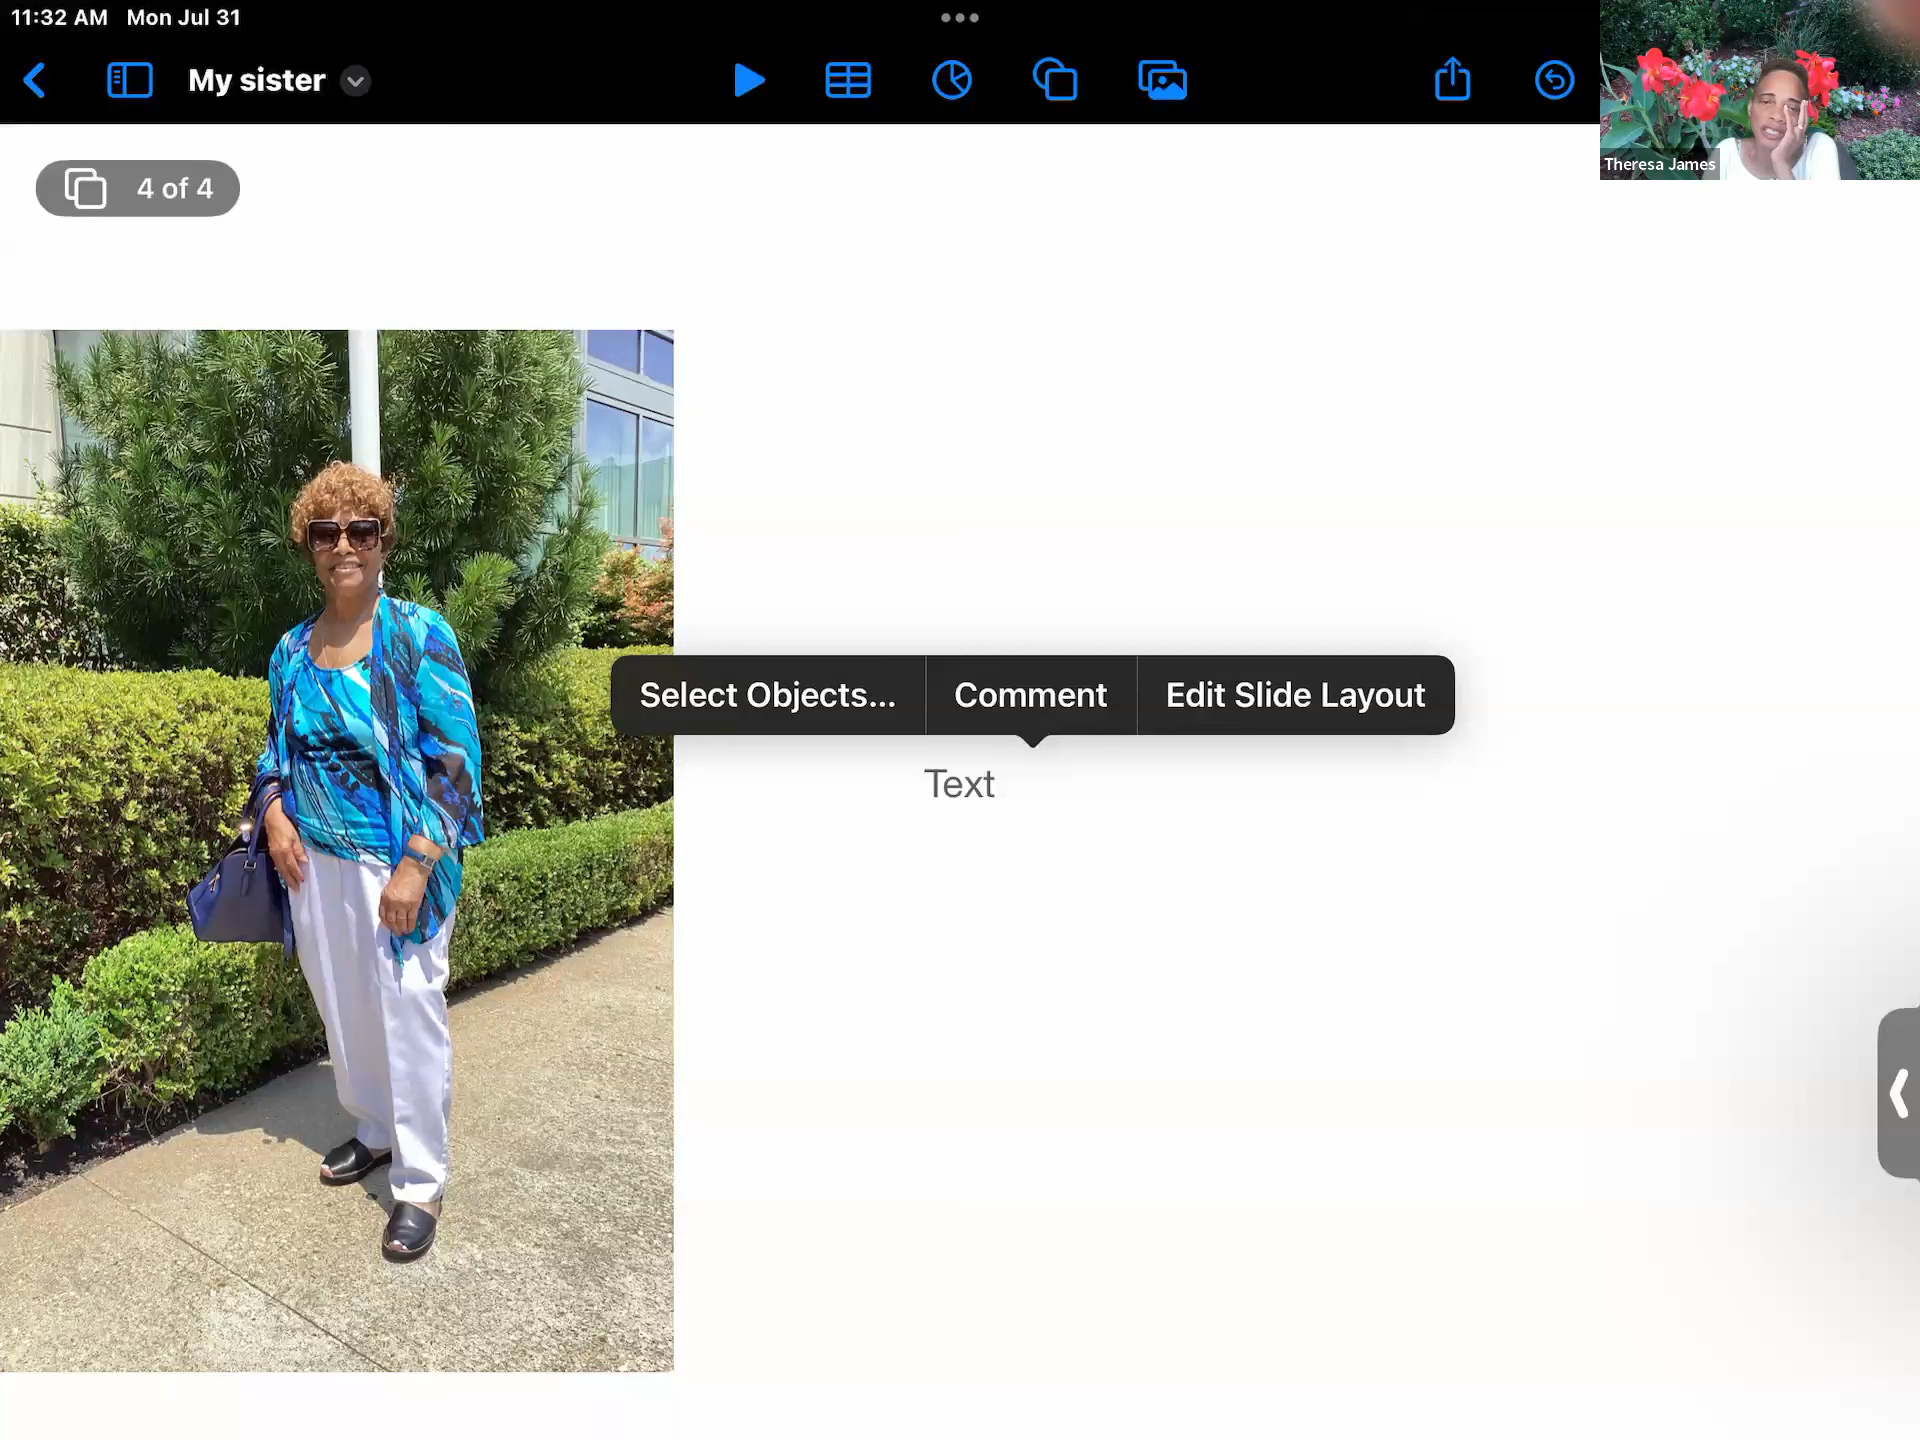 11:32 AM Mon Jul 31
My sister
Theresa James
4 of 4
Select Objects... Comment Edit Slide Layout
Text